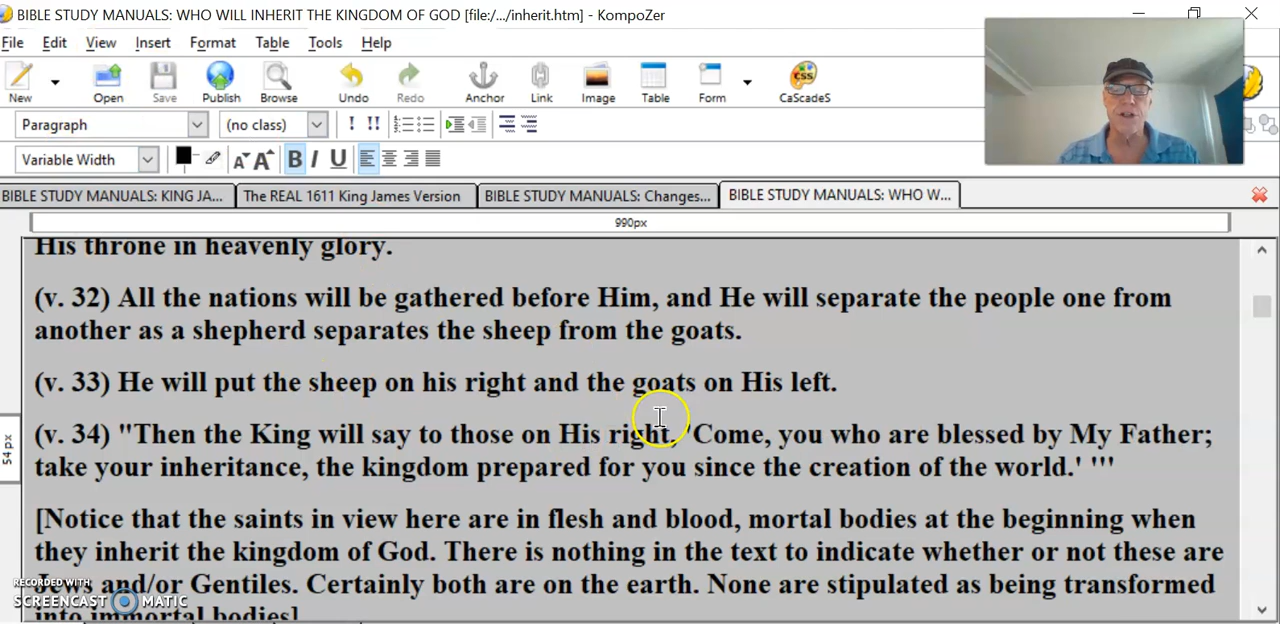 BIBLE STUDY MANUALS: WHO WILL INHERIT THE KINGDOM OF GOD [file:/.../inherit.htm] - KompoZer
File Edit View Insert Format Table Tools Help
New Open Save Publish Browse Undo Redo Anchor Link Image Table Form CaScadeS
Paragraph (no class) ! !!
Variable Width A A B I U
BIBLE STUDY MANUALS: KING JA... The REAL 1611 King James Version BIBLE STUDY MANUALS: Changes... BIBLE STUDY MANUALS: WHO W...
990px
His throne in heavenly glory.
(v. 32) All the nations will be gathered before Him, and He will separate the people one from
another as a shepherd separates the sheep from the goats.
(v. 33) He will put the sheep on his right and the goats on His left.
(v. 34) "Then the King will say to those on His right, 'Come, you who are blessed by My Father;
take your inheritance, the kingdom prepared for you since the creation of the world.' '"
54 px
[Notice that the saints in view here are in flesh and blood, mortal bodies at the beginning when
they inherit the kingdom of God. There is nothing in the text to indicate whether or not these are
and/or Gentiles. Certainly both are on the earth. None are stipulated as being transformed
into immortal bodies]
RECORDED WITH
SCREENCAST MATIC